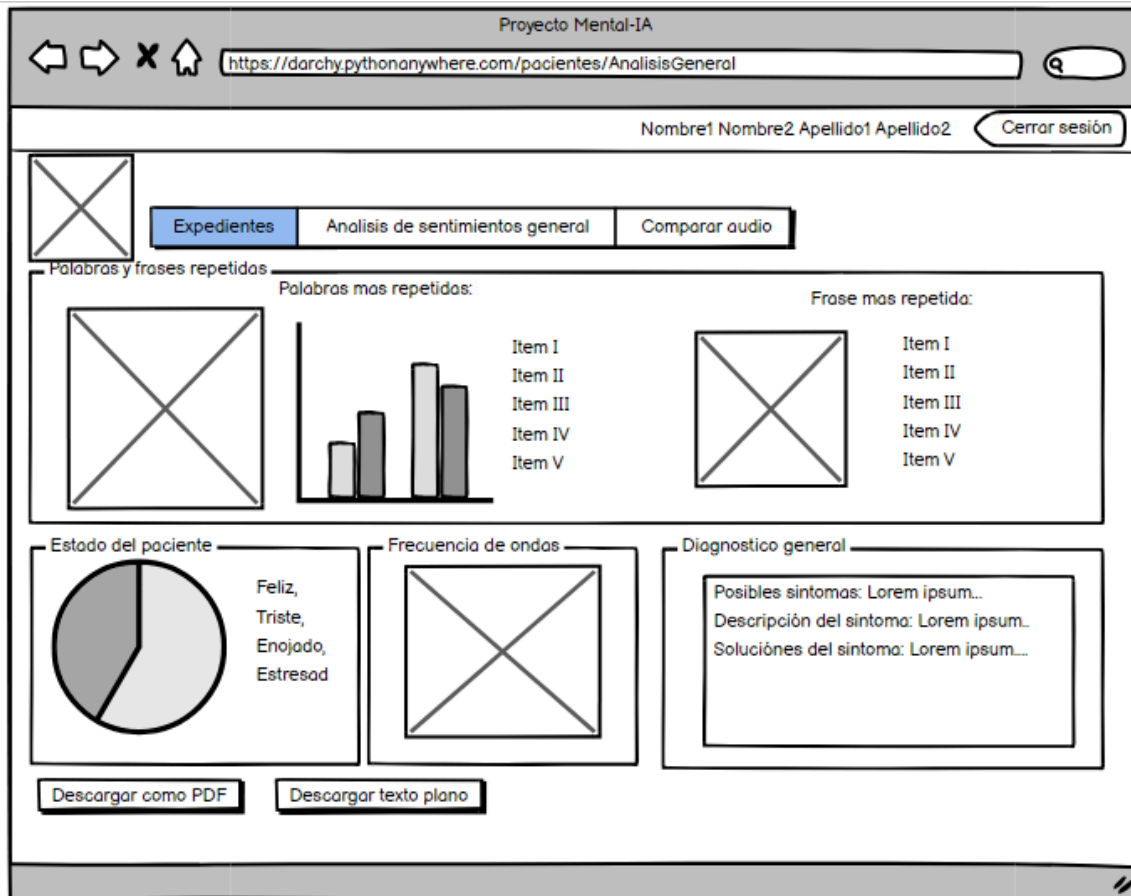 Proyecto Mental-IA
https://darchy.pythonanywhere.com/pacientes/AnalisisGeneral
Nombre1 Nombre2 Apellido1 Apellido2
Cerrar sesión
Expedientes
Analisis de sentimientos general
Comparar audio
Palabras y frases repetidas
Palabras mas repetidas:
Item I
Item II
Item III
Item IV
Item V
Frase mas repetida:
Item I
Item II
Item III
Item IV
Item V
Estado del paciente
Feliz,
Triste,
Enojado,
Estresad
Frecuencia de ondas
Diagnostico general
Posibles sintomas: Lorem ipsum...
Descripción del sintoma: Lorem ipsum..
Soluciónes del sintoma: Lorem ipsum....
Descargar como PDF
Descargar texto plano